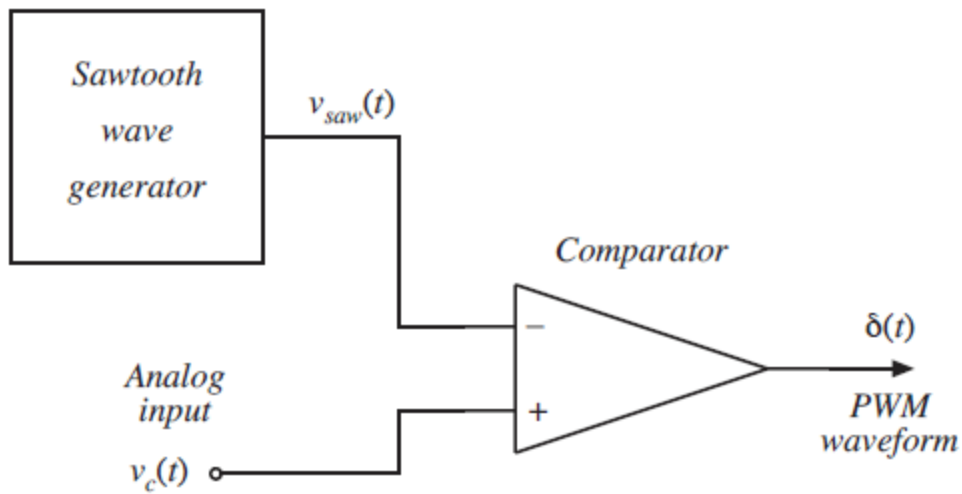 Sawtooth
wave
generator
v_saw(t)
Comparator
−
δ(t)
Analog
input
+
PWM
waveform
v_c(t)